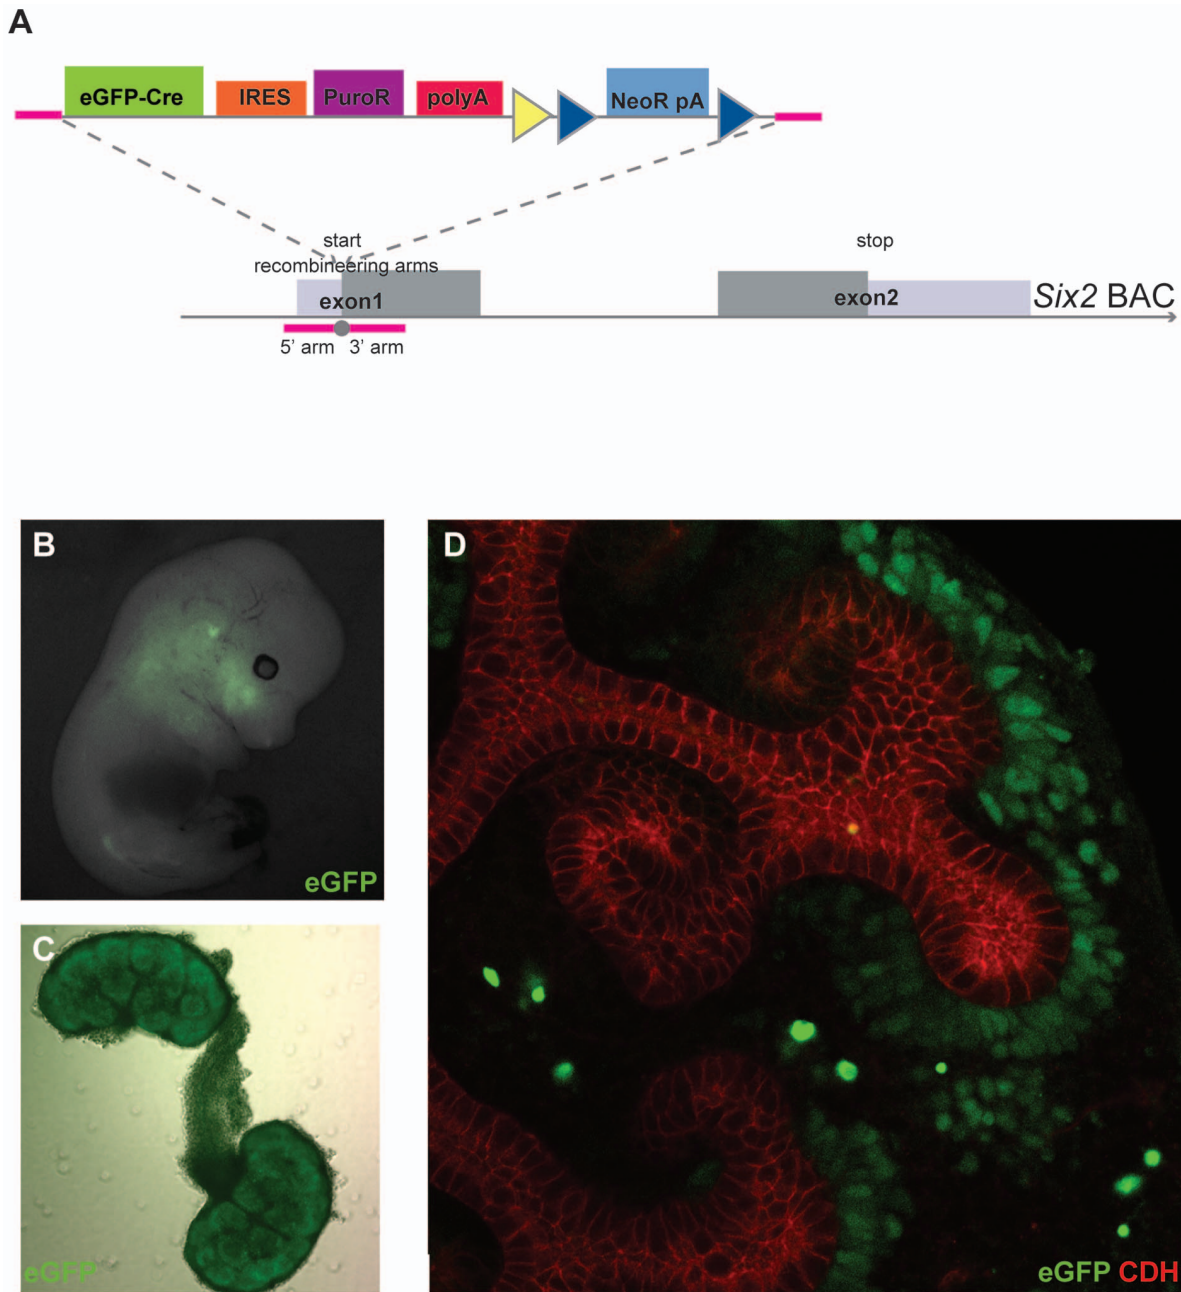 A
eGFP-Cre IRES PuroR polyA NeoR pA
start stop
recombineering arms
exon1 exon2 Six2 BAC
5’ arm 3’ arm
B
eGFP
C
eGFP
D
eGFP CDH